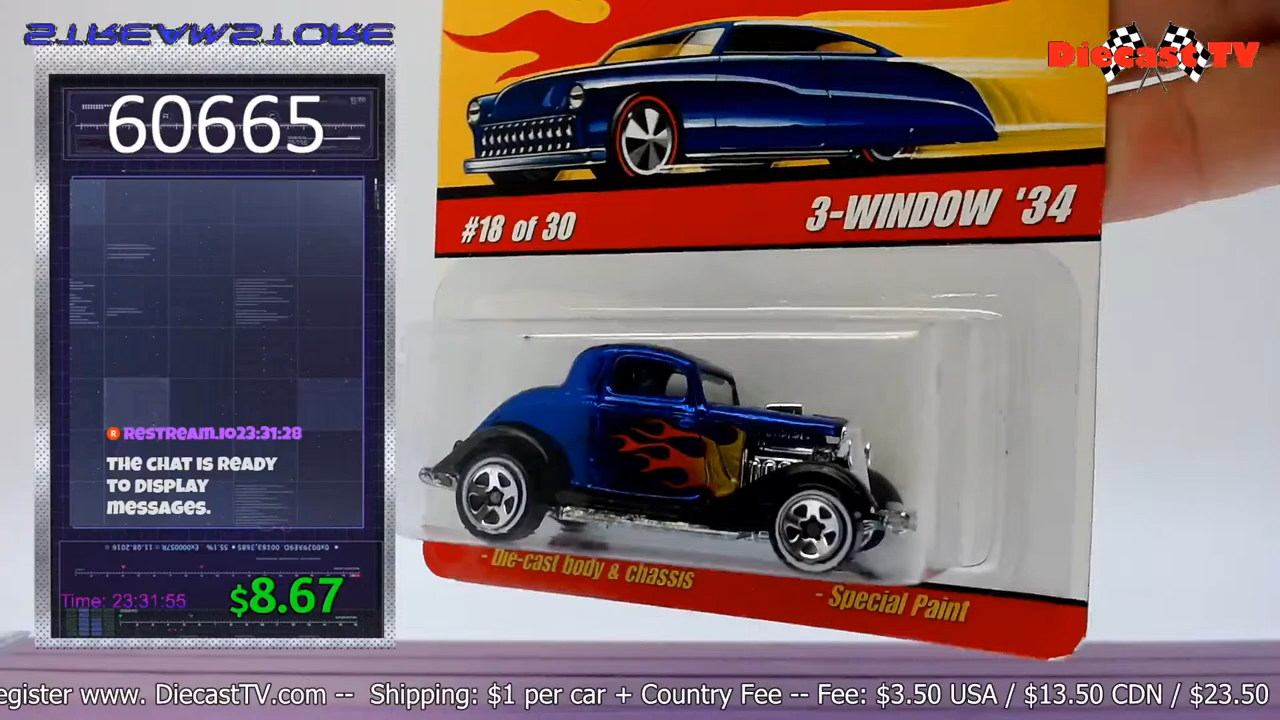 STREAMSTORE
Diecast TV
60665
#18 of 30
3-WINDOW '34
Restream.io23:31:28
THE CHAT IS READY
TO DISPLAY
MESSAGES.
- Die-cast body & chassis
- Special Paint
Time: 23:31:55
$8.67
egister www. DiecastTV.com -- Shipping: $1 per car + Country Fee -- Fee: $3.50 USA / $13.50 CDN / $23.50